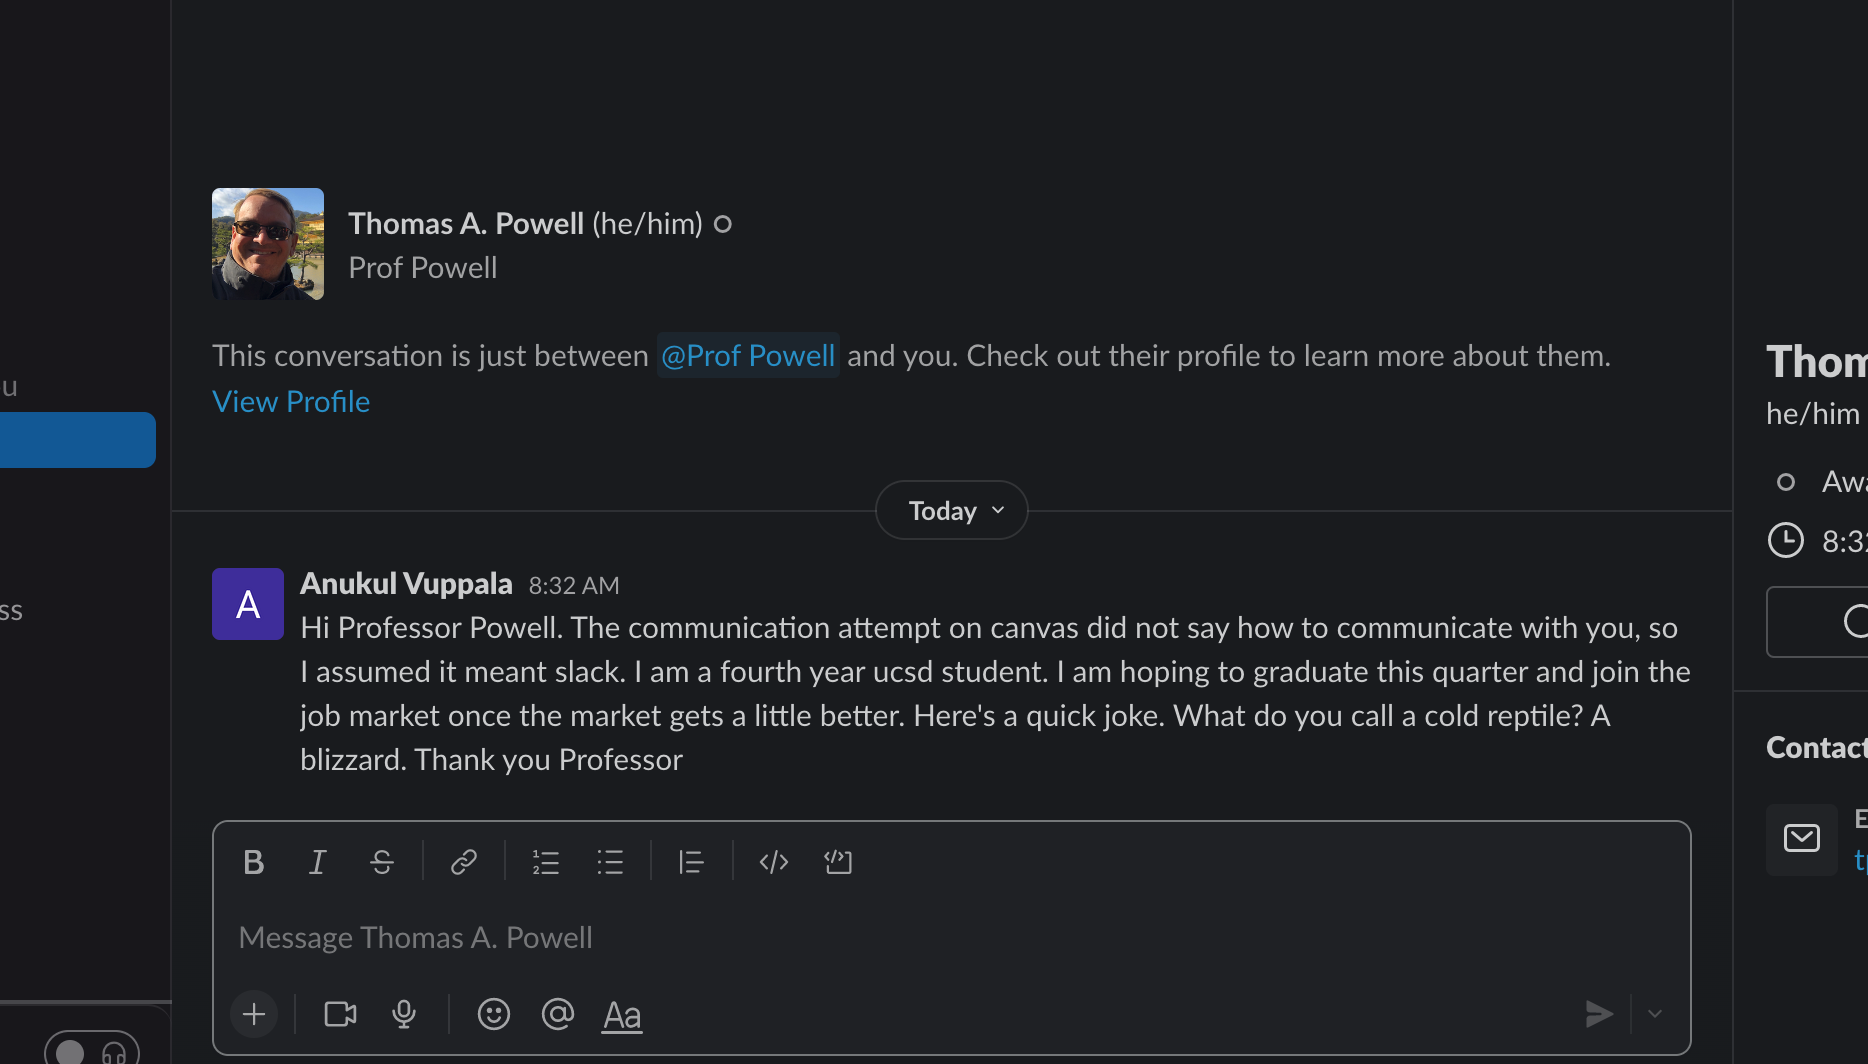 Thomas A. Powell (he/him)
Prof Powell
This conversation is just between @Prof Powell and you. Check out their profile to learn more about them.
View Profile
u
Thom
he/him
Awa
8:32
Today
ss
A
Anukul Vuppala 8:32 AM
Hi Professor Powell. The communication attempt on canvas did not say how to communicate with you, so
I assumed it meant slack. I am a fourth year ucsd student. I am hoping to graduate this quarter and join the
job market once the market gets a little better. Here's a quick joke. What do you call a cold reptile? A
blizzard. Thank you Professor
Contact
E
tp
B I S
Message Thomas A. Powell
Aa